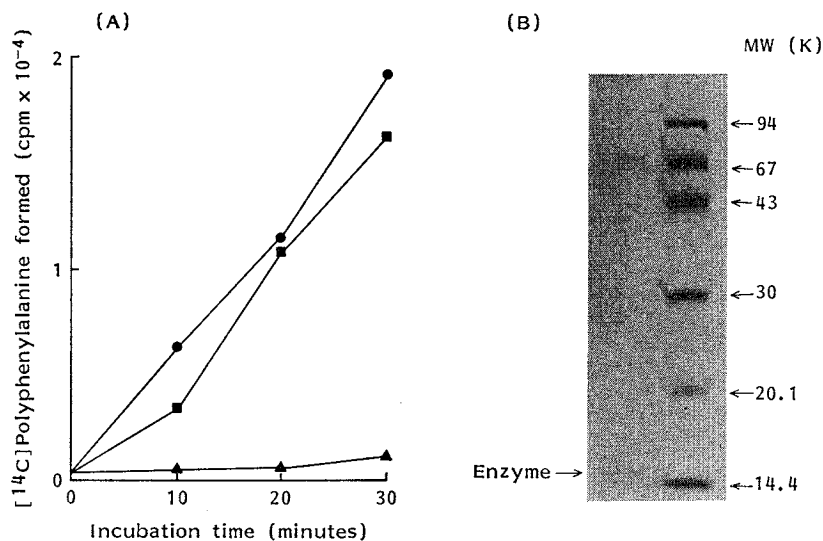 (A)
[¹⁴C]Polyphenylalanine formed (cpm x 10⁻⁴)
2
1
0
0 10 20 30
Incubation time (minutes)
(B)
MW (K)
←94
←67
←43
←30
←20.1
Enzyme →
←14.4